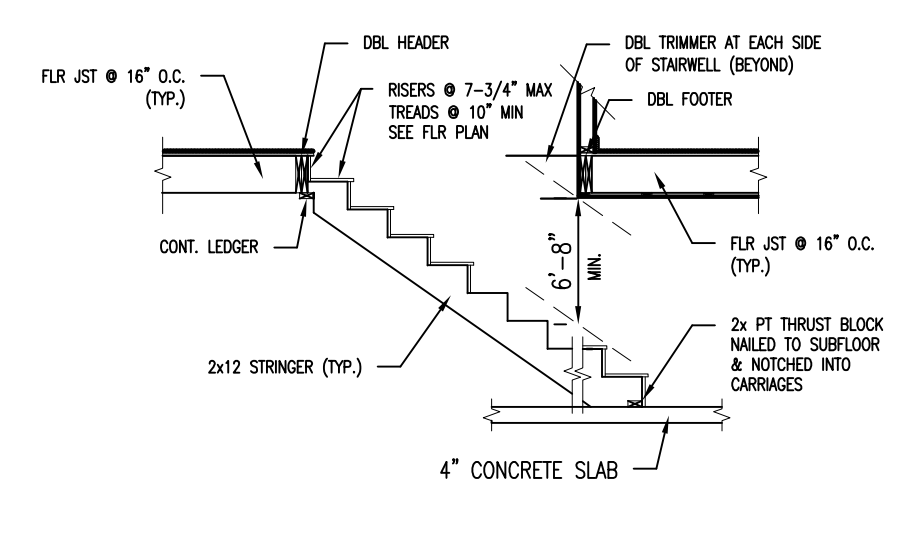 DBL HEADER
DBL TRIMMER AT EACH SIDE
OF STAIRWELL (BEYOND)
FLR JST @ 16" O.C.
(TYP.)
RISERS @ 7-3/4" MAX
TREADS @ 10" MIN
SEE FLR PLAN
DBL FOOTER
CONT. LEDGER
FLR JST @ 16" O.C.
(TYP.)
6'-8"
MIN.
2x PT THRUST BLOCK
NAILED TO SUBFLOOR
& NOTCHED INTO
CARRIAGES
2x12 STRINGER (TYP.)
4" CONCRETE SLAB